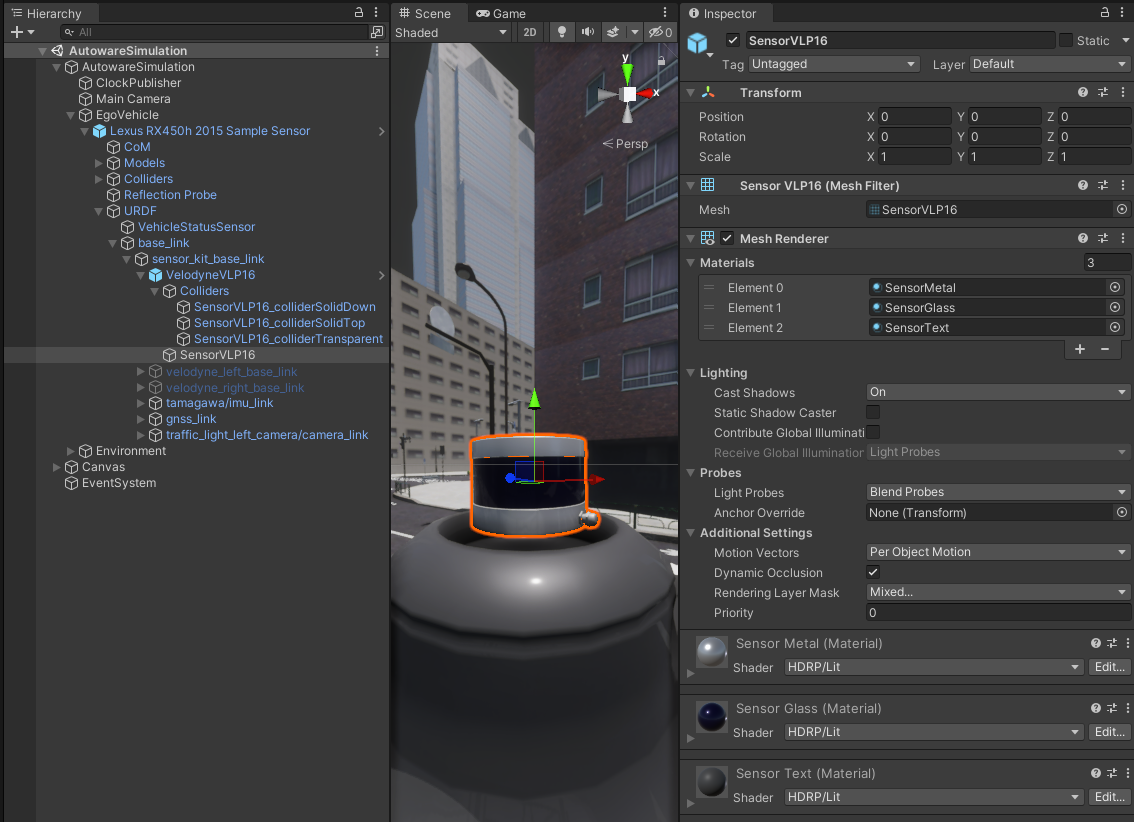 Hierarchy
All
AutowareSimulation
AutowareSimulation
ClockPublisher
Main Camera
EgoVehicle
Lexus RX450h 2015 Sample Sensor
CoM
Models
Colliders
Reflection Probe
URDF
VehicleStatusSensor
base_link
sensor_kit_base_link
VelodyneVLP16
Colliders
SensorVLP16_colliderSolidDown
SensorVLP16_colliderSolidTop
SensorVLP16_colliderTransparent
SensorVLP16
velodyne_left_base_link
velodyne_right_base_link
tamagawa/imu_link
gnss_link
traffic_light_left_camera/camera_link
Environment
Canvas
EventSystem
Scene Game
Shaded 2D 0
y
x
Persp
Inspector
SensorVLP16 Static
Tag Untagged Layer Default
Transform
Position X 0 Y 0 Z 0
Rotation X 0 Y 0 Z 0
Scale X 1 Y 1 Z 1
Sensor VLP16 (Mesh Filter)
Mesh SensorVLP16
Mesh Renderer
Materials 3
Element 0 SensorMetal
Element 1 SensorGlass
Element 2 SensorText
Lighting
Cast Shadows On
Static Shadow Caster
Contribute Global Illuminati
Receive Global Illumination Light Probes
Probes
Light Probes Blend Probes
Anchor Override None (Transform)
Additional Settings
Motion Vectors Per Object Motion
Dynamic Occlusion
Rendering Layer Mask Mixed...
Priority 0
Sensor Metal (Material)
Shader HDRP/Lit Edit...
Sensor Glass (Material)
Shader HDRP/Lit Edit...
Sensor Text (Material)
Shader HDRP/Lit Edit...